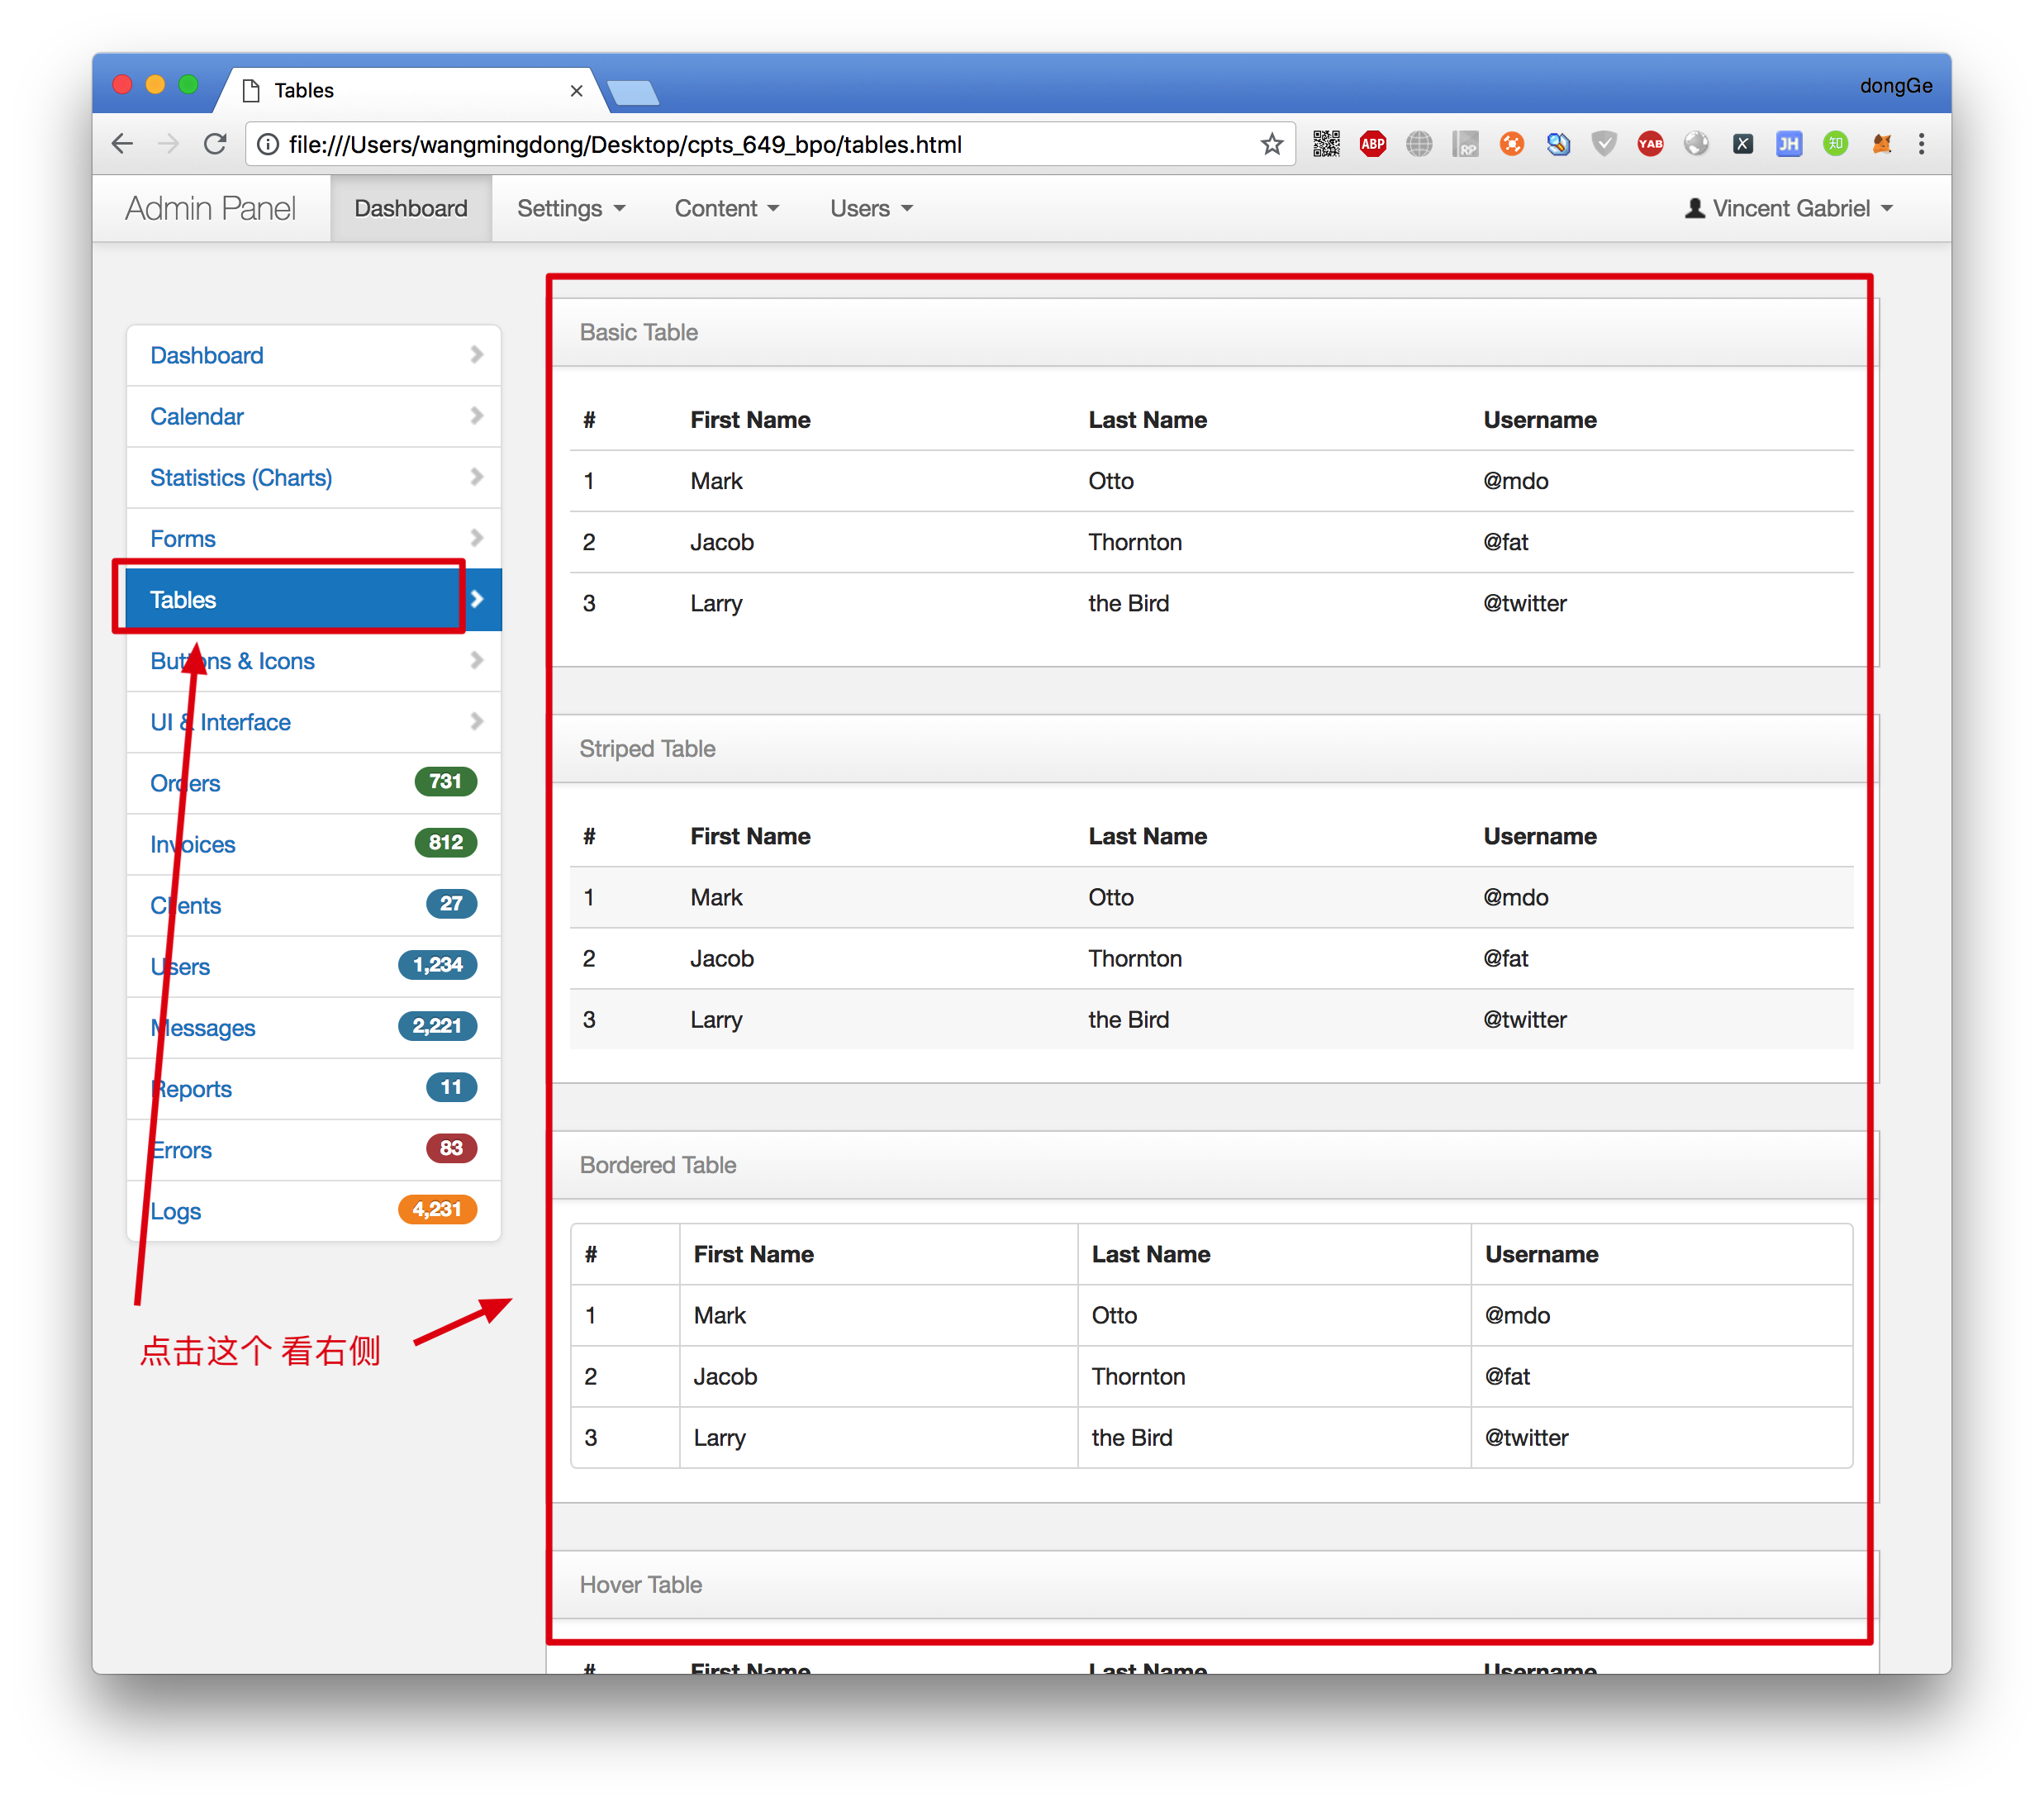 Tables
dongGe
file:///Users/wangmingdong/Desktop/cpts_649_bpo/tables.html
ABP
RP
YAB
X
JH
知
Admin Panel
Dashboard
Settings
Content
Users
Vincent Gabriel
Dashboard
Calendar
Statistics (Charts)
Forms
Tables
Buttons & Icons
UI & Interface
Orders 731
Invoices 812
Clients 27
Users 1,234
Messages 2,221
Reports 11
Errors 83
Logs 4,231
点击这个 看右侧
Basic Table
# First Name Last Name Username
1 Mark Otto @mdo
2 Jacob Thornton @fat
3 Larry the Bird @twitter
Striped Table
# First Name Last Name Username
1 Mark Otto @mdo
2 Jacob Thornton @fat
3 Larry the Bird @twitter
Bordered Table
# First Name Last Name Username
1 Mark Otto @mdo
2 Jacob Thornton @fat
3 Larry the Bird @twitter
Hover Table
# First Name Last Name Username